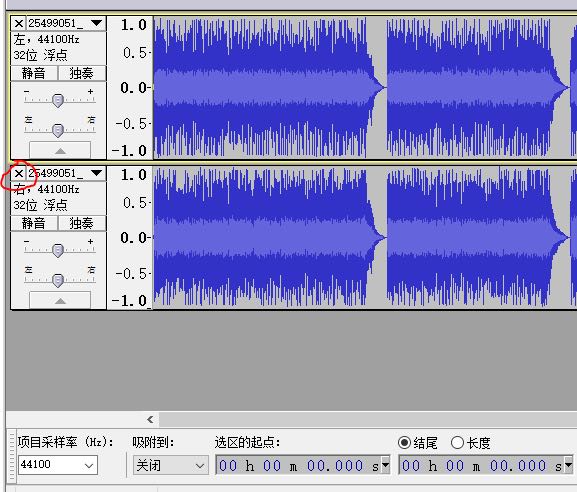 25499051_
左, 44100Hz
32位 浮点
静音 独奏
- +
左 右
1.0
0.5
0.0
-0.5
-1.0
25499051_
右, 44100Hz
32位 浮点
静音 独奏
- +
左 右
1.0
0.5
0.0
-0.5
-1.0
项目采样率 (Hz): 吸附到: 选区的起点: 结尾 长度
44100 关闭 00 h 00 m 00.000 s 00 h 00 m 00.000 s